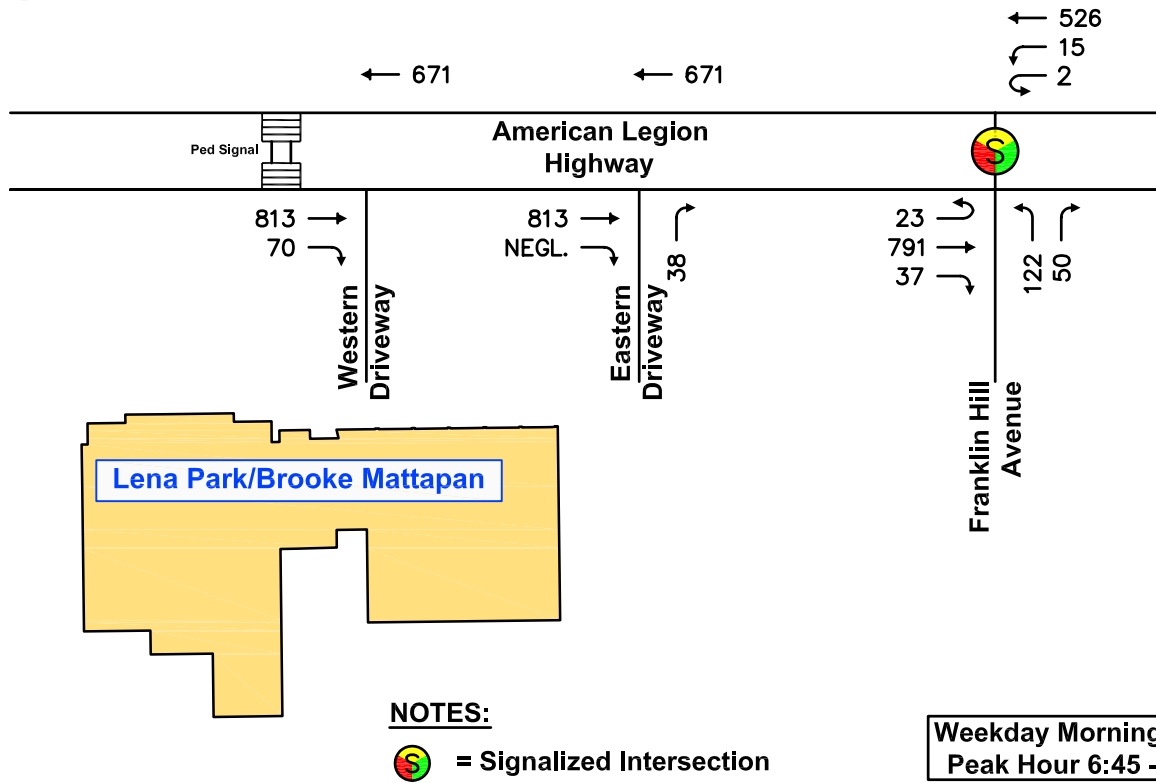 526
15
2
671
671
American Legion
Highway
Ped Signal
S
813
70
813
NEGL.
38
23
791
37
122
50
Western
Driveway
Eastern
Driveway
Franklin Hill
Avenue
Lena Park/Brooke Mattapan
NOTES:
S = Signalized Intersection
Weekday Morning
Peak Hour 6:45 -